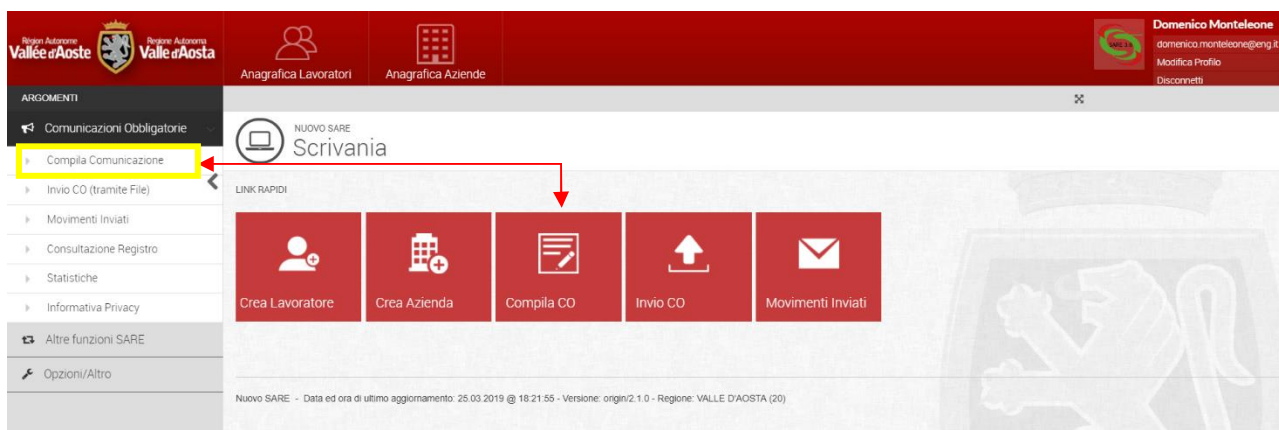 Région Autonome
Vallée d'Aoste
Regione Autonoma
Valle d'Aosta
Anagrafica Lavoratori
Anagrafica Aziende
SARE 2.0
Domenico Monteleone
domenico.monteleone@eng.it
Modifica Profilo
Disconnetti
ARGOMENTI
Comunicazioni Obbligatorie
Compila Comunicazione
Invio CO (tramite File)
Movimenti Inviati
Consultazione Registro
Statistiche
Informativa Privacy
Altre funzioni SARE
Opzioni/Altro
NUOVO SARE
Scrivania
LINK RAPIDI
Crea Lavoratore
Crea Azienda
Compila CO
Invio CO
Movimenti Inviati
Nuovo SARE - Data ed ora di ultimo aggiornamento: 25.03.2019 @ 18:21:55 - Versione: origin/2.1.0 - Regione: VALLE D'AOSTA (20)